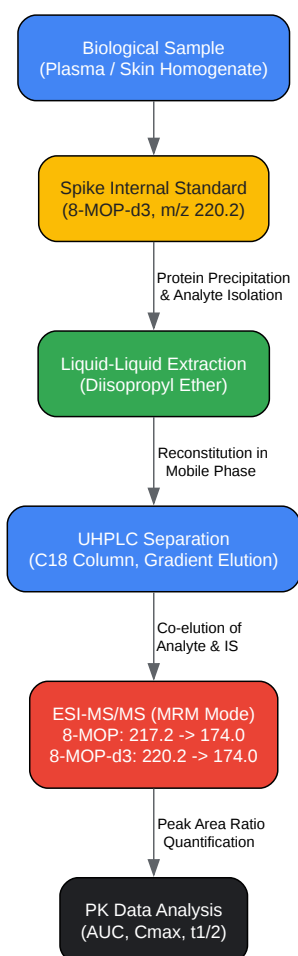 Biological Sample
(Plasma / Skin Homogenate)
Spike Internal Standard
(8-MOP-d3, m/z 220.2)
Protein Precipitation
& Analyte Isolation
Liquid-Liquid Extraction
(Diisopropyl Ether)
Reconstitution in
Mobile Phase
UHPLC Separation
(C18 Column, Gradient Elution)
Co-elution of
Analyte & IS
ESI-MS/MS (MRM Mode)
8-MOP: 217.2 -> 174.0
8-MOP-d3: 220.2 -> 174.0
Peak Area Ratio
Quantification
PK Data Analysis
(AUC, Cmax, t1/2)